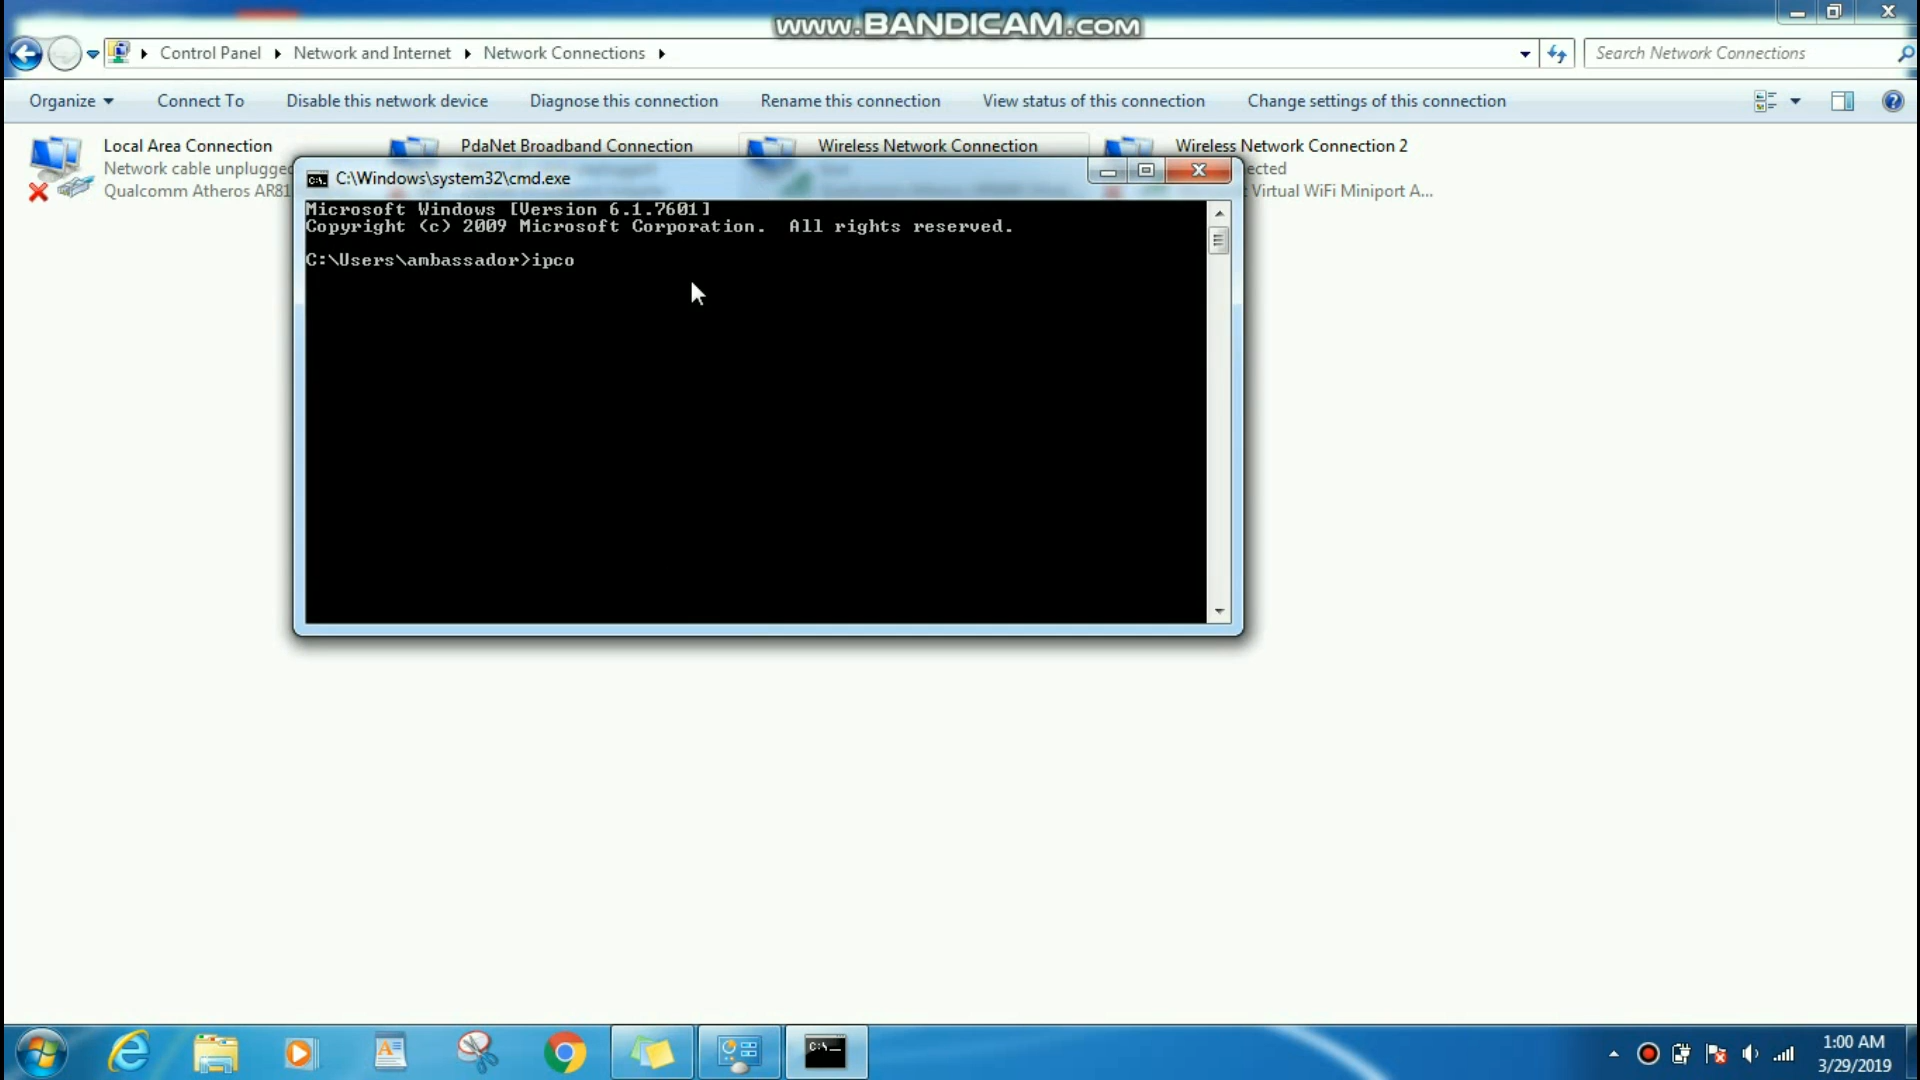 www.BANDICAM.com
Control Panel
Network and Internet
Network Connections
Search Network Connections
Organize
Connect To
Disable this network device
Diagnose this connection
Rename this connection
View status of this connection
Change settings of this connection
Local Area Connection
Network cable unplugged
Qualcomm Atheros AR81
PdaNet Broadband Connection
Wireless Network Connection
Wireless Network Connection 2
ected
Virtual WiFi Miniport A...
C:\Windows\system32\cmd.exe
Microsoft Windows [Version 6.1.7601]
Copyright (c) 2009 Microsoft Corporation.  All rights reserved.
C:\Users\ambassador>ipco
1:00 AM
3/29/2019